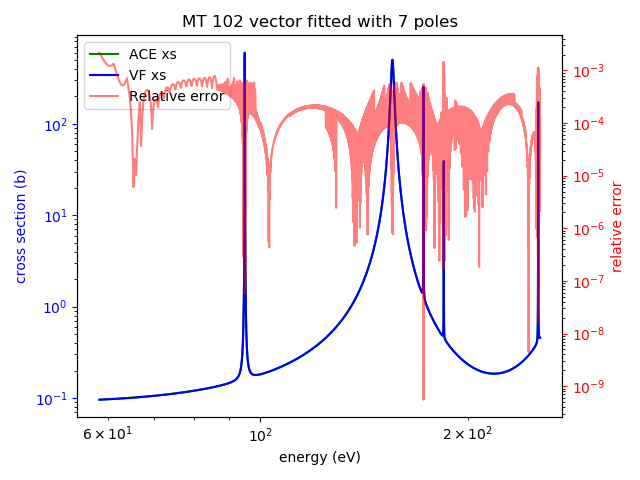 MT 102 vector fitted with 7 poles
ACE xs
VF xs
Relative error
cross section (b)
10²
10¹
10⁰
10⁻¹
10⁻³
10⁻⁴
10⁻⁵
10⁻⁶
10⁻⁷
10⁻⁸
10⁻⁹
relative error
6 × 10¹
10²
2 × 10²
energy (eV)